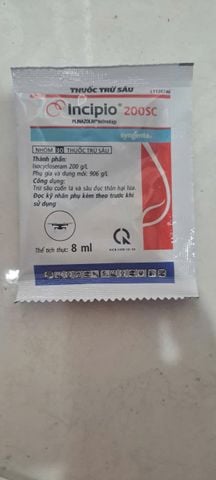 THUỐC TRỪ SÂU
Incipio® 200SC
PLINAZOLIN® technology
syngenta
NHÓM 30 THUỐC TRỪ SÂU
Thành phần:
Isocycloseram 200 g/L
Phụ gia và dung môi: 906 g/L
Công dụng:
Trừ sâu cuốn lá và sâu đục thân hại lúa.
Đọc kỹ nhãn phụ kèm theo trước khi
sử dụng
Thể tích thực: 8 ml